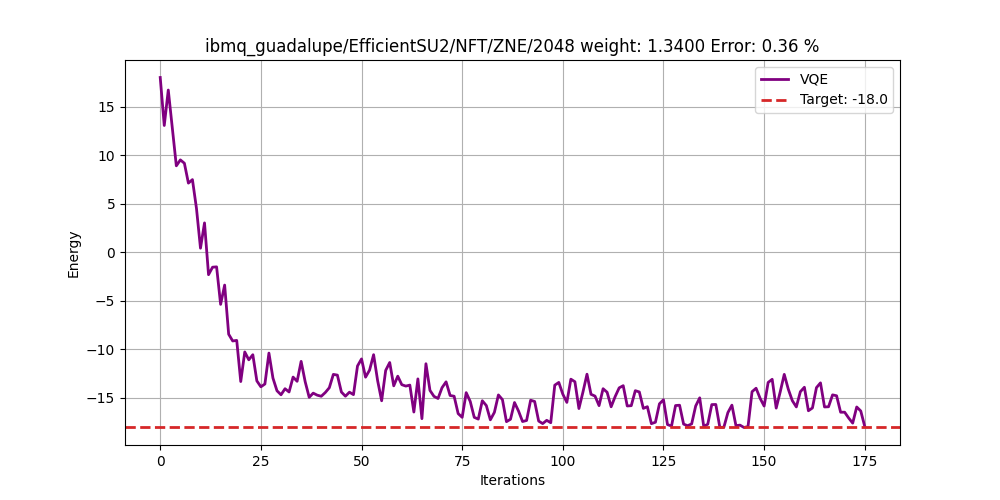 ibmq_guadalupe/EfficientSU2/NFT/ZNE/2048 weight: 1.3400 Error: 0.36 %
VQE
Target: -18.0
Energy
15
10
5
0
−5
−10
−15
0 25 50 75 100 125 150 175
Iterations